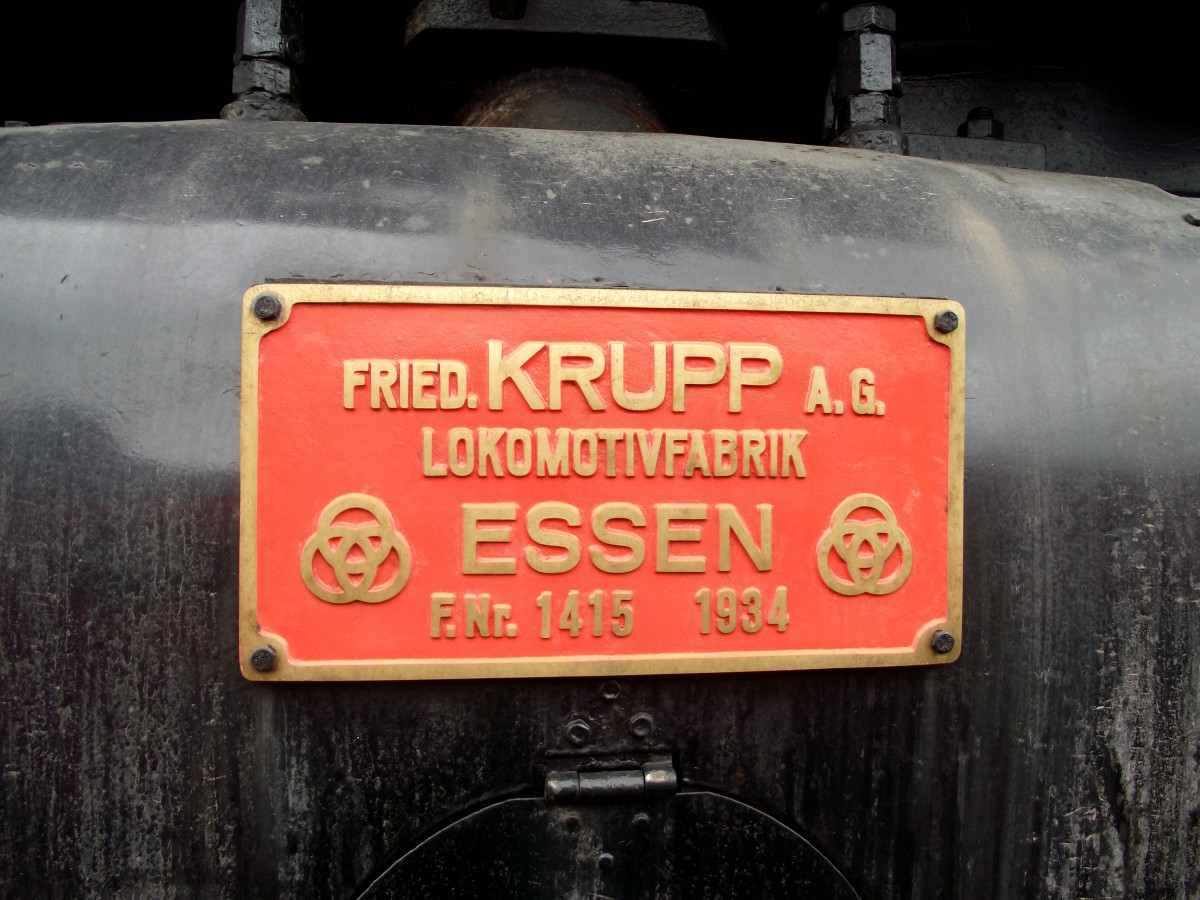 FRIED. KRUPP A.G.
LOKOMOTIVFABRIK
ESSEN
F. Nr. 1415 1934